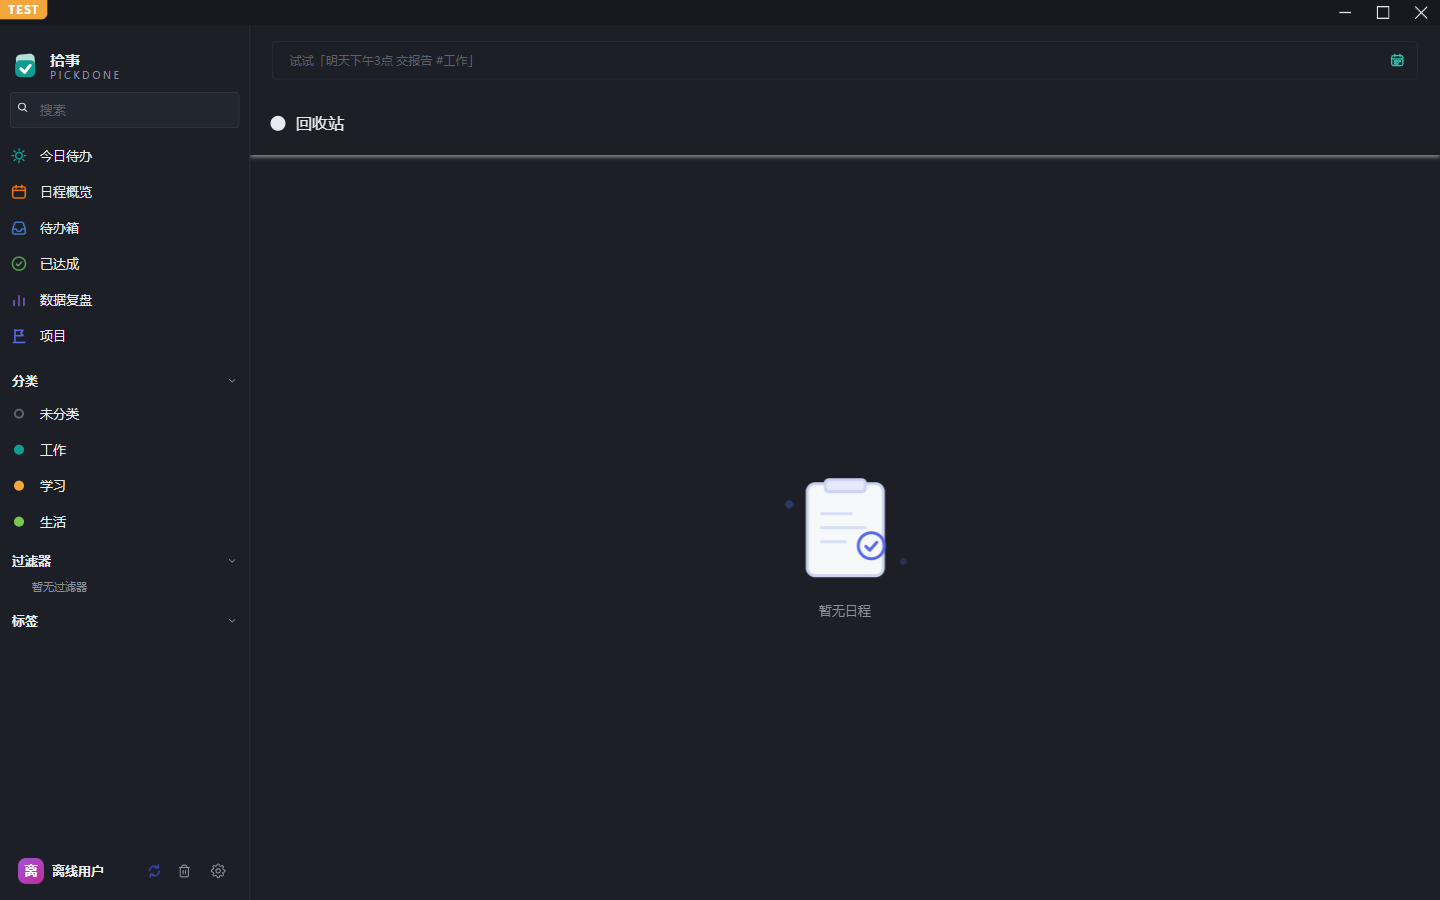 TEST
拾事
PICKDONE
搜索
今日待办
日程概览
待办箱
已达成
数据复盘
项目
分类
未分类
工作
学习
生活
过滤器
暂无过滤器
标签
离 离线用户
试试「明天下午3点 交报告 #工作」
回收站
暂无日程